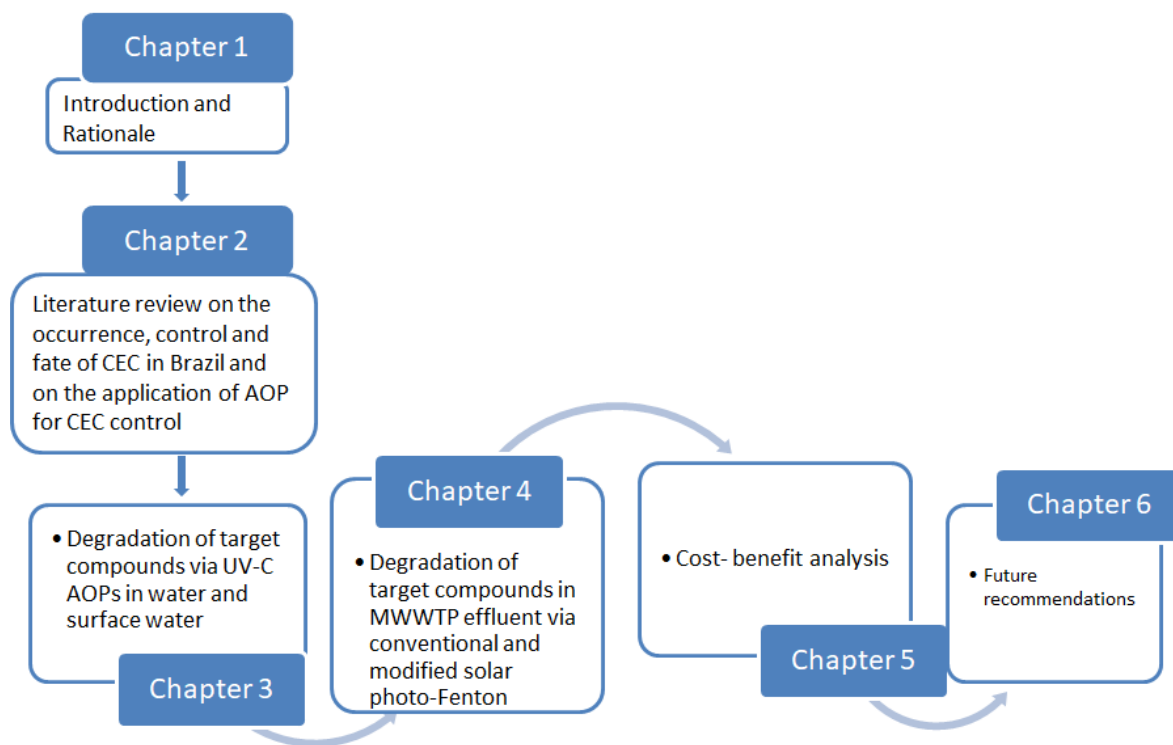 Chapter 1
Introduction and
Rationale
Chapter 2
Literature review on the
occurrence, control and
fate of CEC in Brazil and
on the application of AOP
for CEC control
• Degradation of target
compounds via UV-C
AOPs in water and
surface water
Chapter 3
Chapter 4
• Degradation of
target compounds in
MWWTP effluent via
conventional and
modified solar
photo-Fenton
• Cost- benefit analysis
Chapter 5
Chapter 6
• Future
recommendations